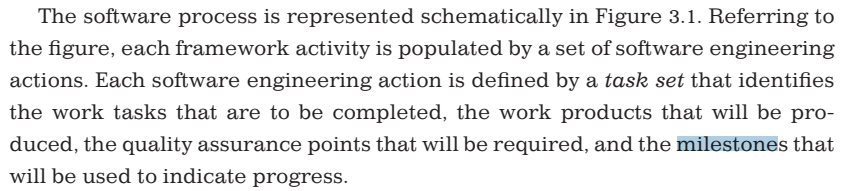 The software process is represented schematically in Figure 3.1. Referring to
the figure, each framework activity is populated by a set of software engineering
actions. Each software engineering action is defined by a task set that identifies
the work tasks that are to be completed, the work products that will be pro-
duced, the quality assurance points that will be required, and the milestones that
will be used to indicate progress.